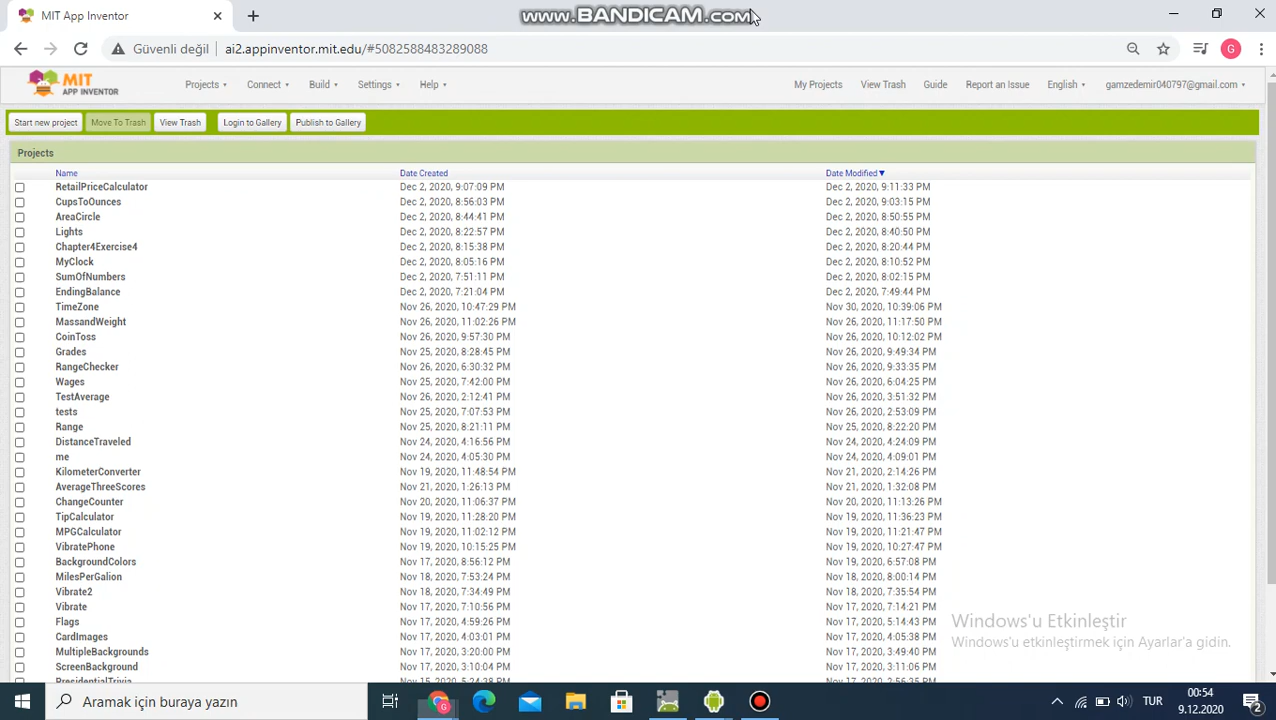 MIT App Inventor
www.BANDICAM.com
Güvenli değil
ai2.appinventor.mit.edu/#5082588483289088
G
MIT
APP INVENTOR
Projects
Connect
Build
Settings
Help
My Projects
View Trash
Guide
Report an Issue
English
gamzedemir040797@gmail.com
Start new project
Move To Trash
View Trash
Login to Gallery
Publish to Gallery
Projects
Name Date Created Date Modified
RetailPriceCalculator Dec 2, 2020, 9:07:09 PM Dec 2, 2020, 9:11:33 PM
CupsToOunces Dec 2, 2020, 8:56:03 PM Dec 2, 2020, 9:03:15 PM
AreaCircle Dec 2, 2020, 8:44:41 PM Dec 2, 2020, 8:50:55 PM
Lights Dec 2, 2020, 8:22:57 PM Dec 2, 2020, 8:40:50 PM
Chapter4Exercise4 Dec 2, 2020, 8:15:38 PM Dec 2, 2020, 8:20:44 PM
MyClock Dec 2, 2020, 8:05:16 PM Dec 2, 2020, 8:10:52 PM
SumOfNumbers Dec 2, 2020, 7:51:11 PM Dec 2, 2020, 8:02:15 PM
EndingBalance Dec 2, 2020, 7:21:04 PM Dec 2, 2020, 7:49:44 PM
TimeZone Nov 26, 2020, 10:47:29 PM Nov 30, 2020, 10:39:06 PM
MassandWeight Nov 26, 2020, 11:02:26 PM Nov 26, 2020, 11:17:50 PM
CoinToss Nov 26, 2020, 9:57:30 PM Nov 26, 2020, 10:12:02 PM
Grades Nov 25, 2020, 8:28:45 PM Nov 26, 2020, 9:49:34 PM
RangeChecker Nov 26, 2020, 6:30:32 PM Nov 26, 2020, 9:33:35 PM
Wages Nov 25, 2020, 7:42:00 PM Nov 26, 2020, 6:04:25 PM
TestAverage Nov 26, 2020, 2:12:41 PM Nov 26, 2020, 3:51:32 PM
tests Nov 25, 2020, 7:07:53 PM Nov 26, 2020, 2:53:09 PM
Range Nov 25, 2020, 8:21:11 PM Nov 25, 2020, 8:22:20 PM
DistanceTraveled Nov 24, 2020, 4:16:56 PM Nov 24, 2020, 4:24:09 PM
me Nov 24, 2020, 4:05:30 PM Nov 24, 2020, 4:09:01 PM
KilometerConverter Nov 19, 2020, 11:48:54 PM Nov 21, 2020, 2:14:26 PM
AverageThreeScores Nov 21, 2020, 1:26:13 PM Nov 21, 2020, 1:32:08 PM
ChangeCounter Nov 20, 2020, 11:06:37 PM Nov 20, 2020, 11:13:26 PM
TipCalculator Nov 19, 2020, 11:28:20 PM Nov 19, 2020, 11:36:23 PM
MPGCalculator Nov 19, 2020, 11:02:12 PM Nov 19, 2020, 11:21:47 PM
VibratePhone Nov 19, 2020, 10:15:25 PM Nov 19, 2020, 10:27:47 PM
BackgroundColors Nov 17, 2020, 8:56:12 PM Nov 19, 2020, 6:57:08 PM
MilesPerGalion Nov 18, 2020, 7:53:24 PM Nov 18, 2020, 8:00:14 PM
Vibrate2 Nov 18, 2020, 7:34:49 PM Nov 18, 2020, 7:35:54 PM
Vibrate Nov 17, 2020, 7:10:56 PM Nov 17, 2020, 7:14:21 PM
Flags Nov 17, 2020, 4:59:26 PM Nov 17, 2020, 5:14:43 PM
CardImages Nov 17, 2020, 4:03:01 PM Nov 17, 2020, 4:05:38 PM
MultipleBackgrounds Nov 17, 2020, 3:20:00 PM Nov 17, 2020, 3:49:40 PM
ScreenBackground Nov 17, 2020, 3:10:04 PM Nov 17, 2020, 3:11:06 PM
PresidentialTrivia Nov 15, 2020, 5:24:38 PM Nov 17, 2020, 2:56:35 PM
Windows'u Etkinleştir
Windows'u etkinleştirmek için Ayarlar'a gidin.
Aramak için buraya yazın
G
TUR
00:54
9.12.2020
2